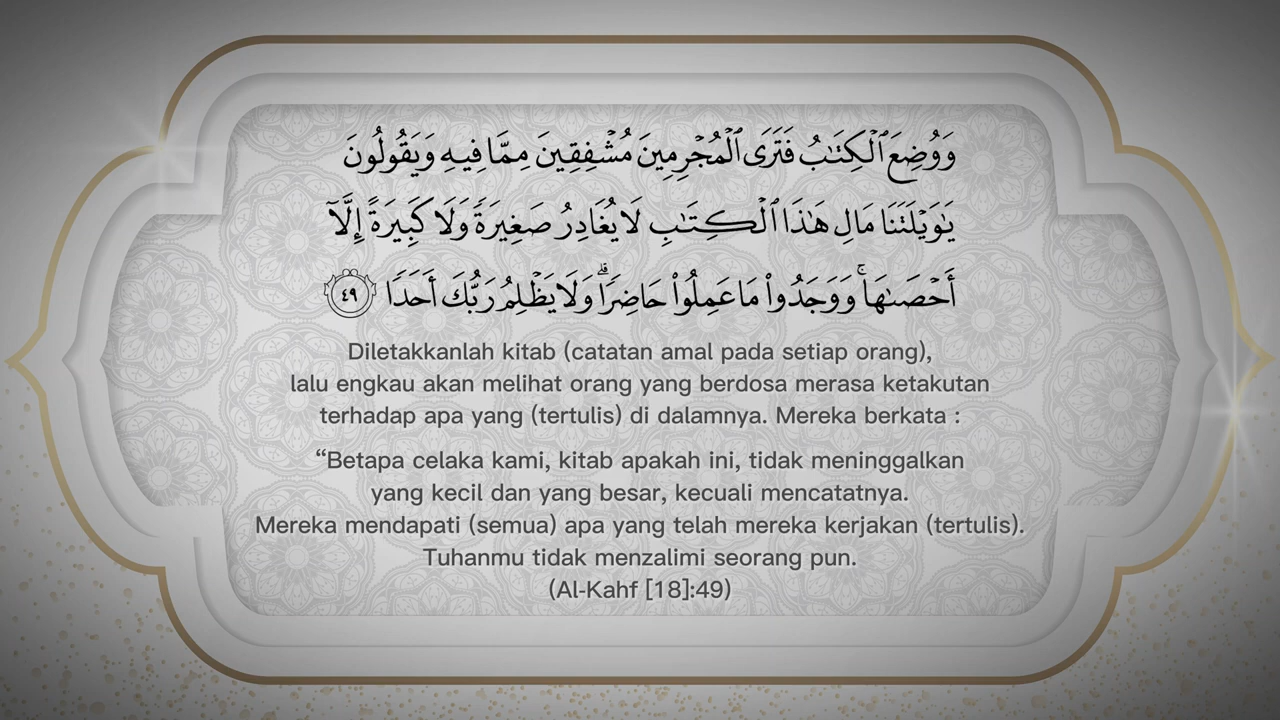 وَوُضِعَ ٱلْكِتَٰبُ فَتَرَى ٱلْمُجْرِمِينَ مُشْفِقِينَ مِمَّا فِيهِ وَيَقُولُونَ
يَٰوَيْلَتَنَا مَالِ هَٰذَا ٱلْكِتَٰبِ لَا يُغَادِرُ صَغِيرَةً وَلَا كَبِيرَةً إِلَّآ
أَحْصَىٰهَا ۚ وَوَجَدُوا۟ مَا عَمِلُوا۟ حَاضِرًا ۗ وَلَا يَظْلِمُ رَبُّكَ أَحَدًا ٤٩
Diletakkanlah kitab (catatan amal pada setiap orang),
lalu engkau akan melihat orang yang berdosa merasa ketakutan
terhadap apa yang (tertulis) di dalamnya. Mereka berkata :
“Betapa celaka kami, kitab apakah ini, tidak meninggalkan
yang kecil dan yang besar, kecuali mencatatnya.
Mereka mendapati (semua) apa yang telah mereka kerjakan (tertulis).
Tuhanmu tidak menzalimi seorang pun.
(Al-Kahf [18]:49)